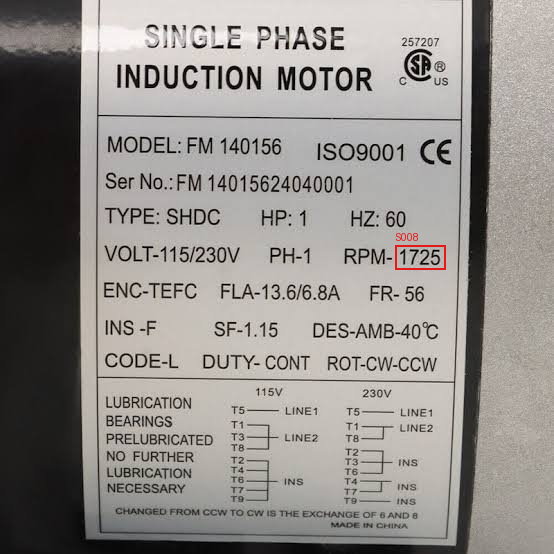 SINGLE PHASE
INDUCTION MOTOR
257207
SA ®
C US
MODEL: FM 140156 ISO9001 CE
Ser No.: FM 14015624040001
TYPE: SHDC HP: 1 HZ: 60
S008
VOLT-115/230V PH-1 RPM- 1725
ENC-TEFC FLA-13.6/6.8A FR- 56
INS -F SF-1.15 DES-AMB-40℃
CODE-L DUTY- CONT ROT-CW-CCW
LUBRICATION
BEARINGS
PRELUBRICATED
NO FURTHER
LUBRICATION
NECESSARY
115V
T5 LINE1
T1
T3 LINE2
T8
T2
T4
T6 INS
T7
T9
230V
T5 LINE1
T1 LINE2
T8
T2
T3 INS
T6
T4 INS
T7
T9 INS
CHANGED FROM CCW TO CW IS THE EXCHANGE OF 6 AND 8
MADE IN CHINA